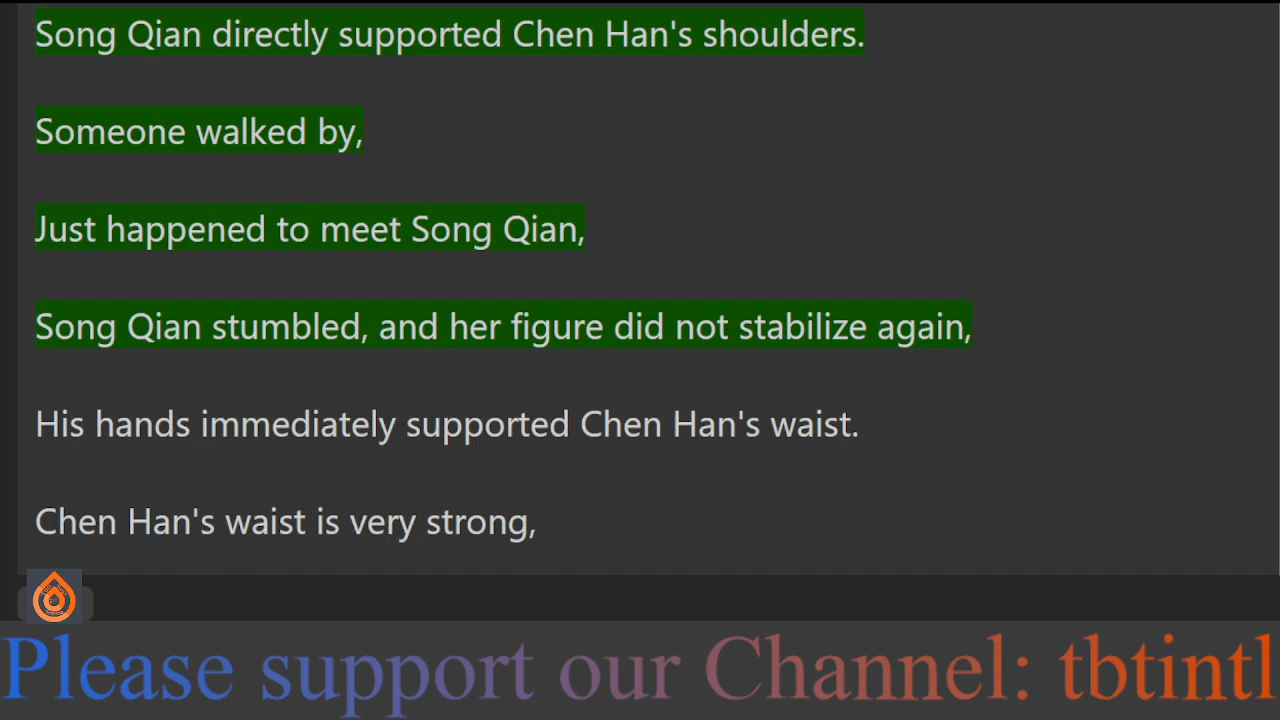 Song Qian directly supported Chen Han's shoulders.
Someone walked by,
Just happened to meet Song Qian,
Song Qian stumbled, and her figure did not stabilize again,
His hands immediately supported Chen Han's waist.
Chen Han's waist is very strong,
Please support our Channel: tbtintl